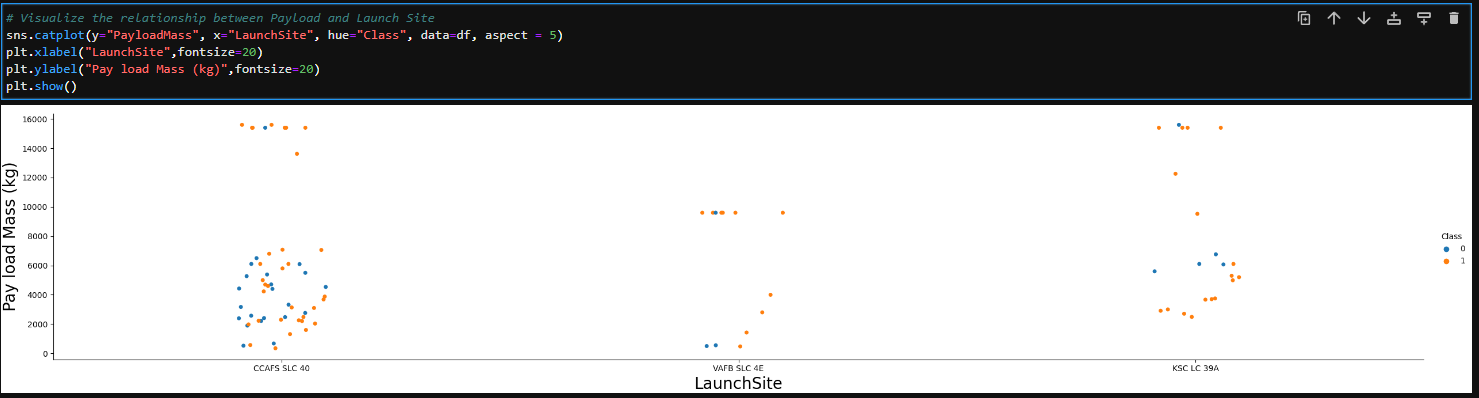 # Visualize the relationship between Payload and Launch Site
sns.catplot(y="PayloadMass", x="LaunchSite", hue="Class", data=df, aspect = 5)
plt.xlabel("LaunchSite",fontsize=20)
plt.ylabel("Pay load Mass (kg)",fontsize=20)
plt.show()
Pay load Mass (kg)
16000
14000
12000
10000
8000
6000
4000
2000
0
CCAFS SLC 40
VAFB SLC 4E
KSC LC 39A
LaunchSite
Class
0
1